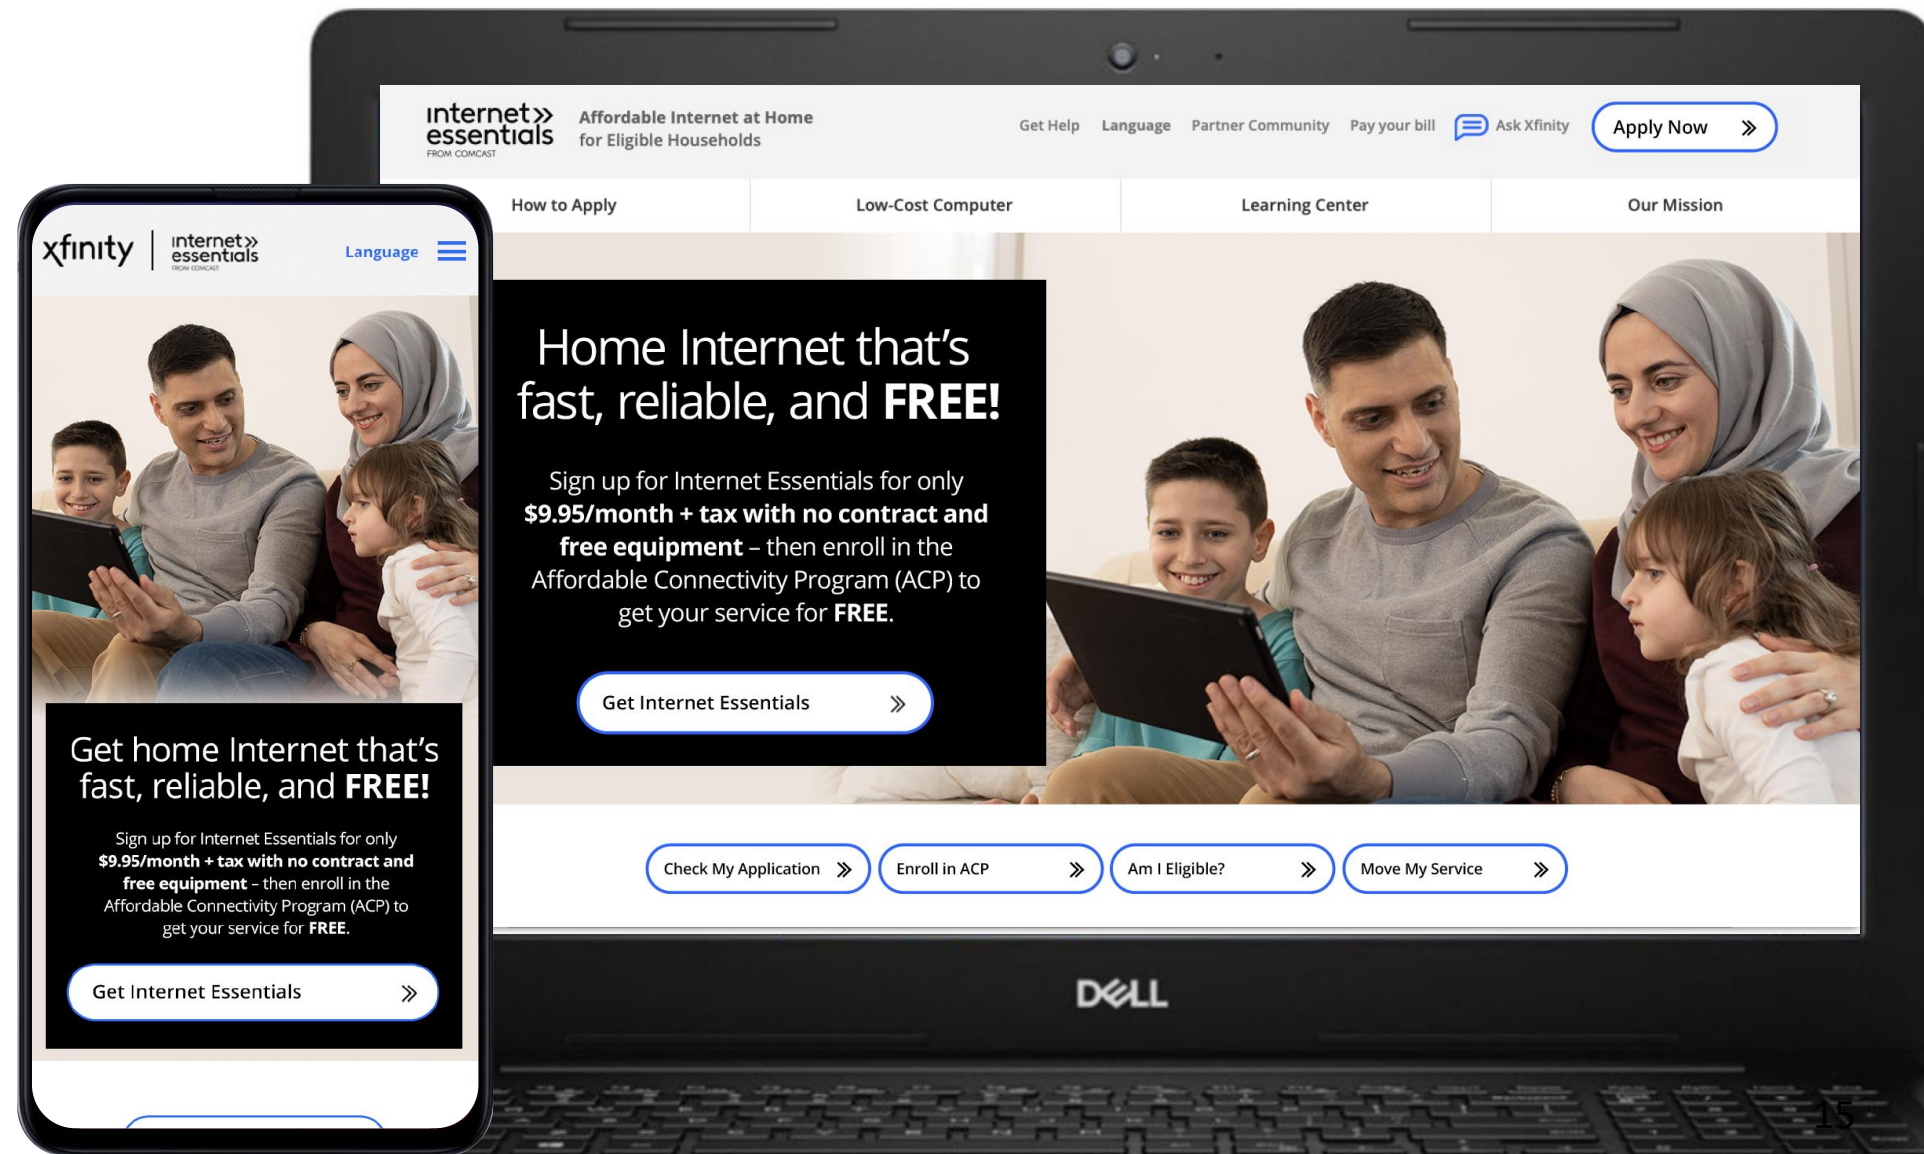 ınternet»
essentials
FROM COMCAST
Affordable Internet at Home
for Eligible Households
Get Help Language Partner Community Pay your bill Ask Xfinity Apply Now »
How to Apply Low-Cost Computer Learning Center Our Mission
Home Internet that's
fast, reliable, and FREE!
Sign up for Internet Essentials for only
$9.95/month + tax with no contract and
free equipment – then enroll in the
Affordable Connectivity Program (ACP) to
get your service for FREE.
Get Internet Essentials »
Check My Application » Enroll in ACP » Am I Eligible? » Move My Service »
DELL
xfinity
ınternet»
essentials
FROM COMCAST
Language
Get home Internet that's
fast, reliable, and FREE!
Sign up for Internet Essentials for only
$9.95/month + tax with no contract and
free equipment – then enroll in the
Affordable Connectivity Program (ACP) to
get your service for FREE.
Get Internet Essentials »
15